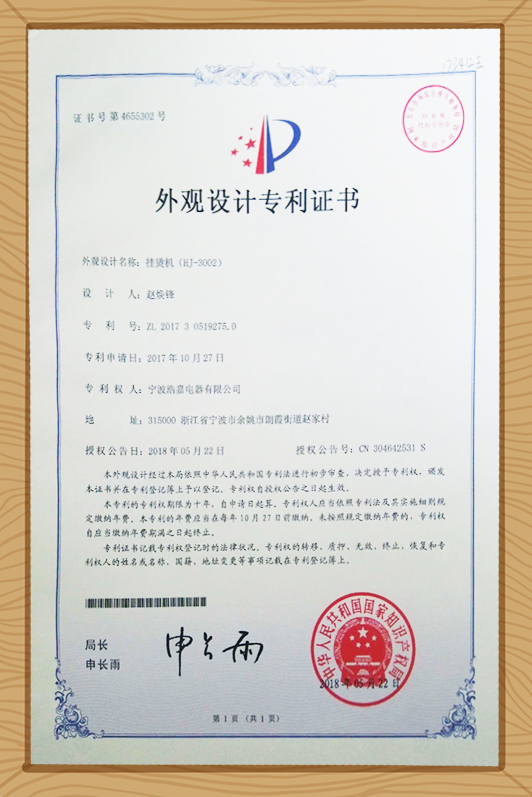 证书号第4655302号
外观设计专利证书
外观设计名称：挂烫机（HJ-3002）
设计人：赵焕锋
专利号：ZL 2017 3 0519275.0
专利申请日：2017年10月27日
专利权人：宁波浩嘉电器有限公司
地址：315000 浙江省宁波市余姚市朗霞街道赵家村
授权公告日：2018年05月22日 授权公告号：CN 304642531 S
本外观设计经过本局依照中华人民共和国专利法进行初步审查，决定授予专利权，颁发
本证书并在专利登记簿上予以登记。专利权自授权公告之日起生效。
本专利的专利权期限为十年，自申请日起算。专利权人应当依照专利法及其实施细则规
定缴纳年费。本专利的年费应当在每年10月27日前缴纳。未按照规定缴纳年费的，专利权
自应当缴纳年费期满之日起终止。
专利证书记载专利权登记时的法律状况。专利权的转移、质押、无效、终止、恢复和专
利权人的姓名或名称、国籍、地址变更等事项记载在专利登记簿上。
局长
申长雨
申长雨
中华人民共和国国家知识产权局
2018年05月22日
第1页（共1页）